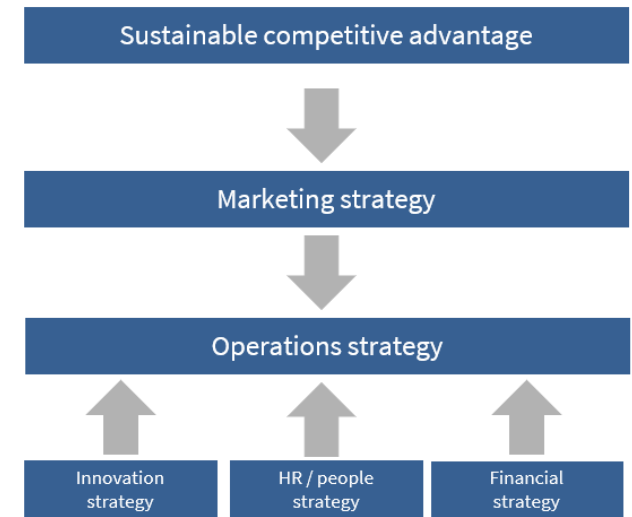 Sustainable competitive advantage
Marketing strategy
Operations strategy
Innovation
strategy
HR / people
strategy
Financial
strategy